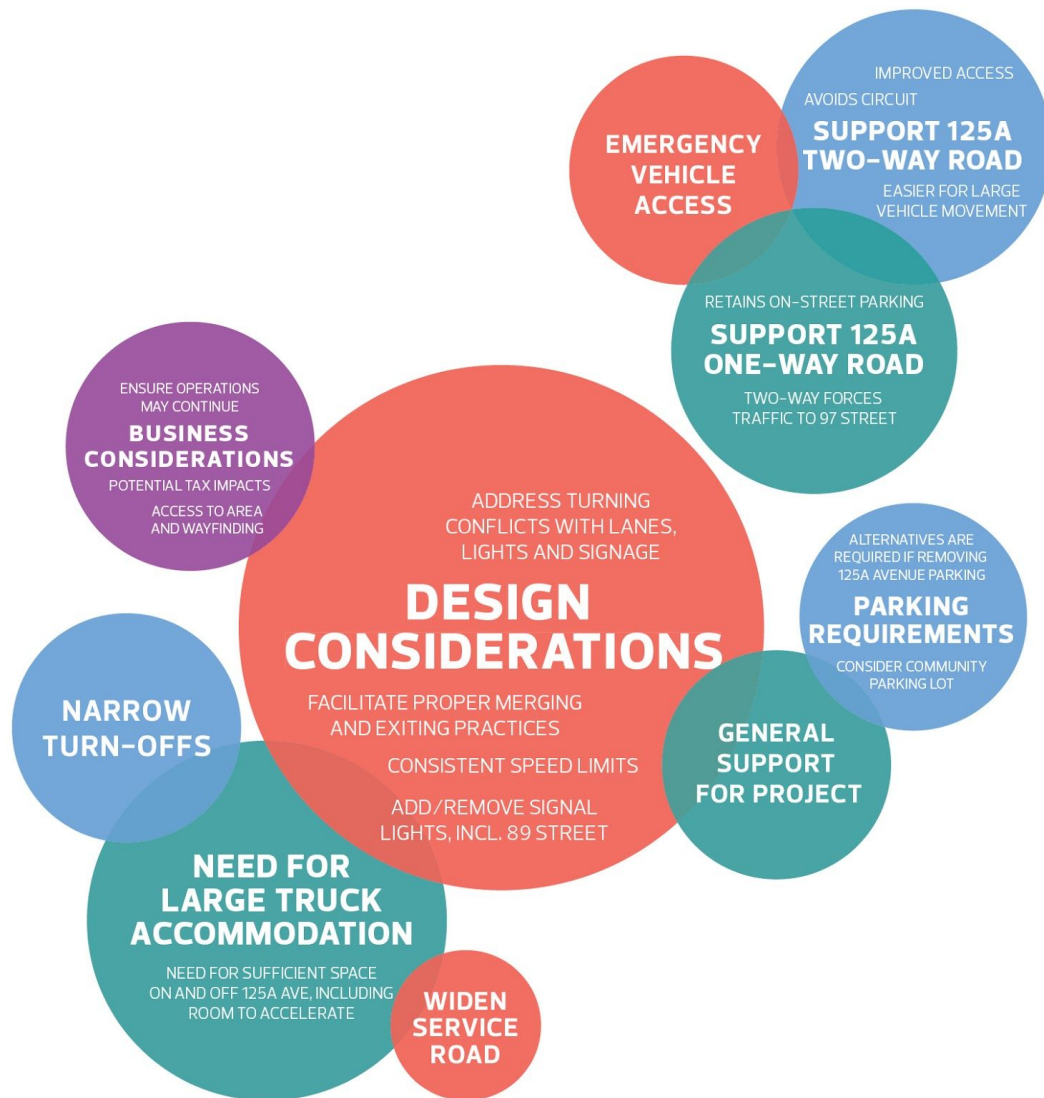 IMPROVED ACCESS
AVOIDS CIRCUIT
SUPPORT 125A
TWO-WAY ROAD
EASIER FOR LARGE
VEHICLE MOVEMENT
EMERGENCY
VEHICLE
ACCESS
RETAINS ON-STREET PARKING
SUPPORT 125A
ONE-WAY ROAD
TWO-WAY FORCES
TRAFFIC TO 97 STREET
ENSURE OPERATIONS
MAY CONTINUE
BUSINESS
CONSIDERATIONS
POTENTIAL TAX IMPACTS
ACCESS TO AREA
AND WAYFINDING
ADDRESS TURNING
CONFLICTS WITH LANES,
LIGHTS AND SIGNAGE
DESIGN
CONSIDERATIONS
FACILITATE PROPER MERGING
AND EXITING PRACTICES
CONSISTENT SPEED LIMITS
ADD/REMOVE SIGNAL
LIGHTS, INCL. 89 STREET
ALTERNATIVES ARE
REQUIRED IF REMOVING
125A AVENUE PARKING
PARKING
REQUIREMENTS
CONSIDER COMMUNITY
PARKING LOT
NARROW
TURN-OFFS
GENERAL
SUPPORT
FOR PROJECT
NEED FOR
LARGE TRUCK
ACCOMMODATION
NEED FOR SUFFICIENT SPACE
ON AND OFF 125A AVE, INCLUDING
ROOM TO ACCELERATE
WIDEN
SERVICE
ROAD